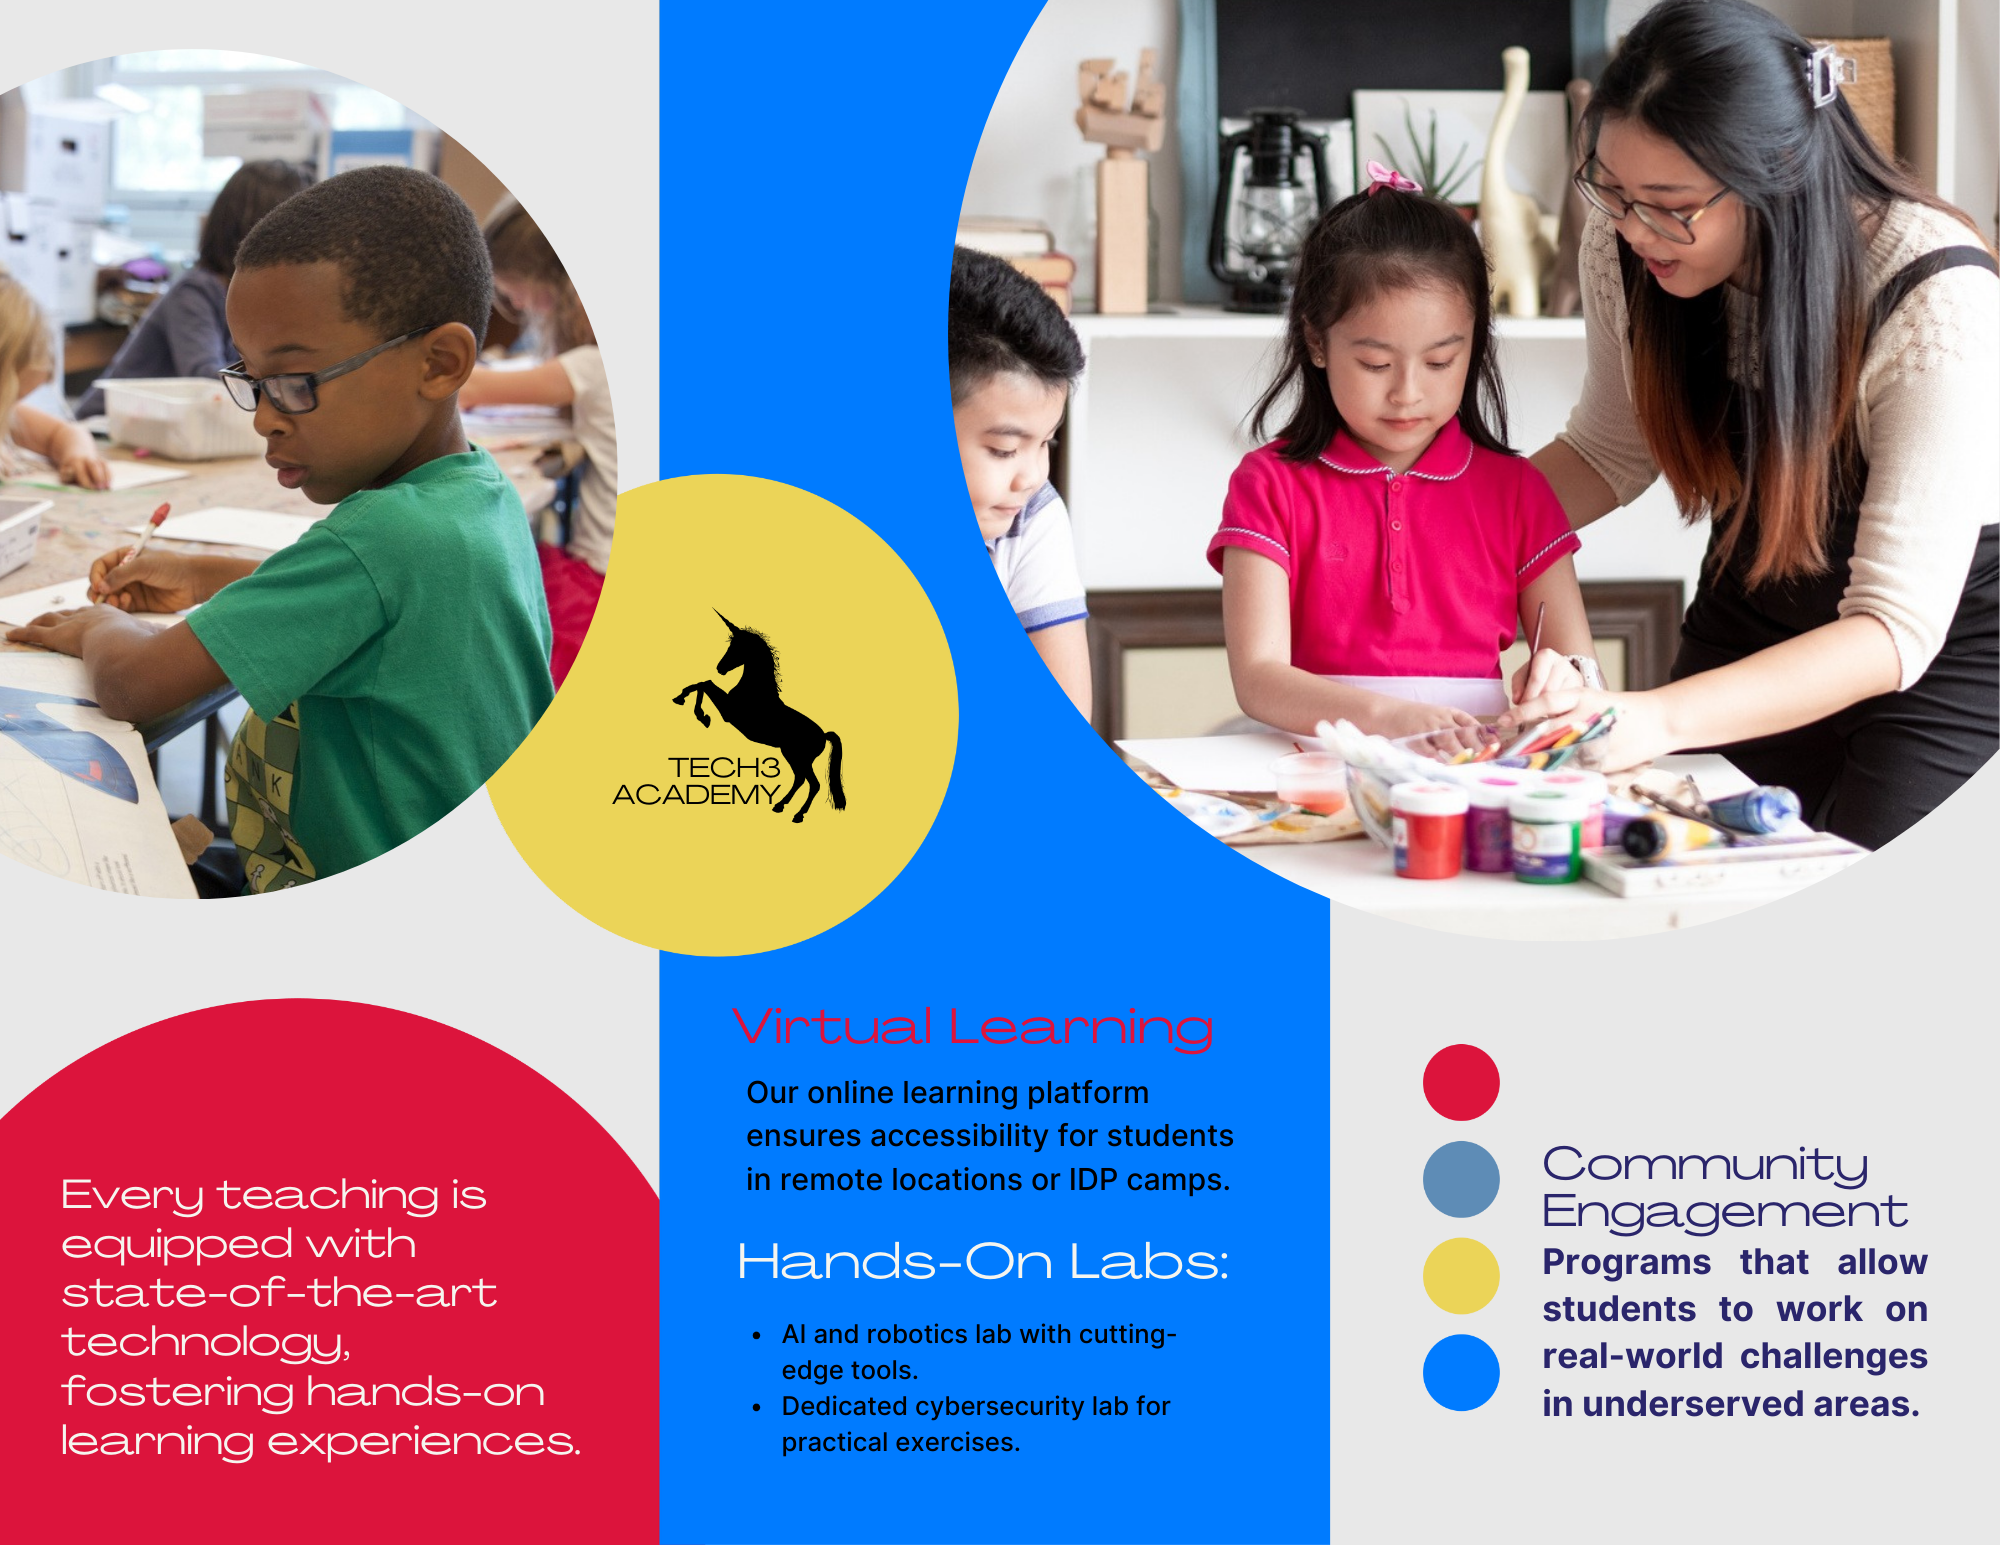 TECH3
ACADEMY
Every teaching is
equipped with
state-of-the-art
technology,
fostering hands-on
learning experiences.
Virtual Learning
Our online learning platform
ensures accessibility for students
in remote locations or IDP camps.
Hands-On Labs:
• AI and robotics lab with cutting-
edge tools.
• Dedicated cybersecurity lab for
practical exercises.
Community
Engagement
Programs that allow
students to work on
real-world challenges
in underserved areas.